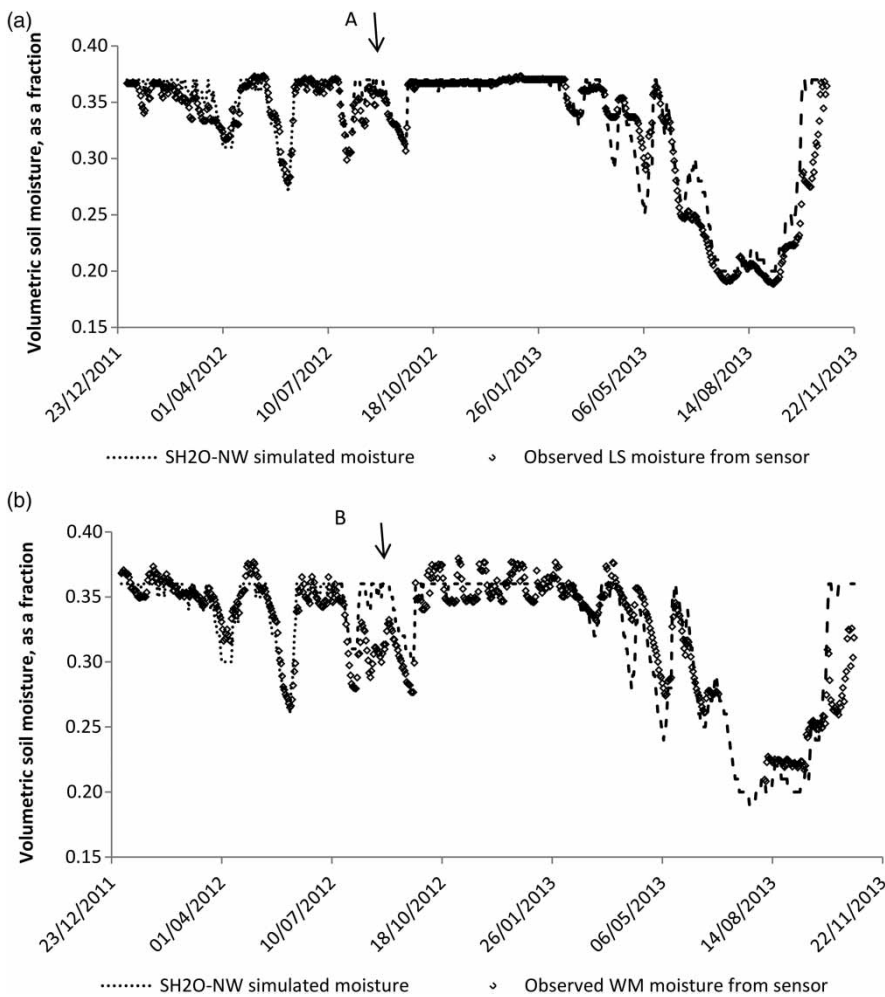 (a)
A
Volumetric soil moisture, as a fraction
0.40
0.35
0.30
0.25
0.20
0.15
23/12/2011
01/04/2012
10/07/2012
18/10/2012
26/01/2013
06/05/2013
14/08/2013
22/11/2013
SH2O-NW simulated moisture
Observed LS moisture from sensor
(b)
B
Volumetric soil moisture, as a fraction
0.40
0.35
0.30
0.25
0.20
0.15
23/12/2011
01/04/2012
10/07/2012
18/10/2012
26/01/2013
06/05/2013
14/08/2013
22/11/2013
SH2O-NW simulated moisture
Observed WM moisture from sensor